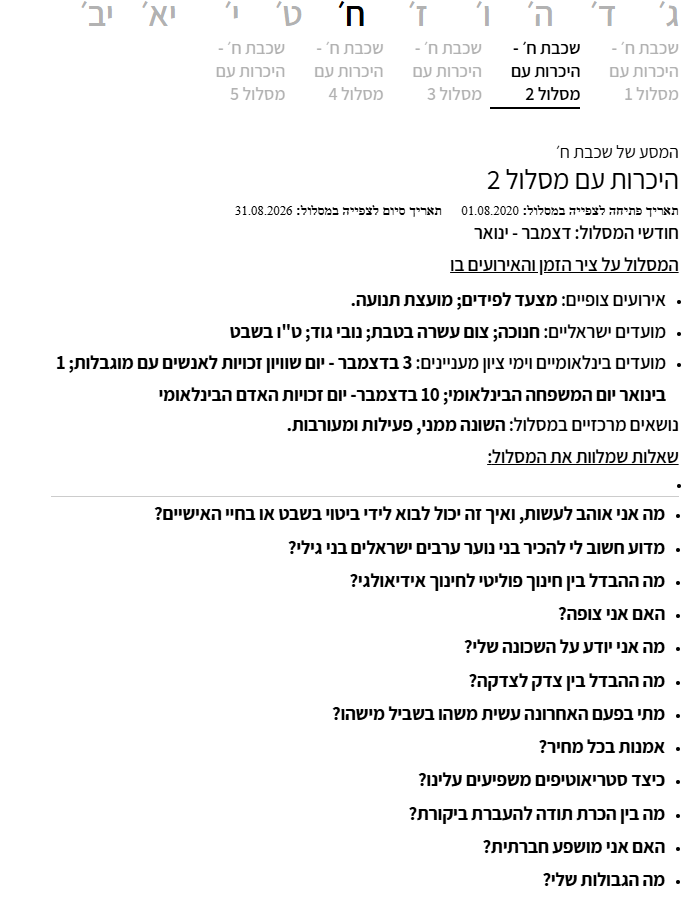 ג׳ ד׳ ה׳ ו׳ ז׳ ח׳ ט׳ י׳ יא׳ יב׳
שכבת ח׳ - שכבת ח׳ - שכבת ח׳ - שכבת ח׳ - שכבת ח׳ -
היכרות עם היכרות עם היכרות עם היכרות עם היכרות עם
מסלול 1 מסלול 2 מסלול 3 מסלול 4 מסלול 5
המסע של שכבת ח׳
היכרות עם מסלול 2
תאריך פתיחה לצפייה במסלול: 01.08.2020 תאריך סיום לצפייה במסלול: 31.08.2026
חודשי המסלול: דצמבר - ינואר
המסלול על ציר הזמן והאירועים בו
• אירועים צופיים: מצעד לפידים; מועצת תנועה.
• מועדים ישראליים: חנוכה; צום עשרה בטבת; נובי גוד; ט"ו בשבט
• מועדים בינלאומיים וימי ציון מעניינים: 3 בדצמבר - יום שוויון זכויות לאנשים עם מוגבלות; 1
בינואר יום המשפחה הבינלאומי; 10 בדצמבר- יום זכויות האדם הבינלאומי
נושאים מרכזיים במסלול: השונה ממני, פעילות ומעורבות.
שאלות שמלוות את המסלול:
•
• מה אני אוהב לעשות, ואיך זה יכול לבוא לידי ביטוי בשבט או בחיי האישיים?
• מדוע חשוב לי להכיר בני נוער ערבים ישראלים בני גילי?
• מה ההבדל בין חינוך פוליטי לחינוך אידיאולגי?
• האם אני צופה?
• מה אני יודע על השכונה שלי?
• מה ההבדל בין צדק לצדקה?
• מתי בפעם האחרונה עשית משהו בשביל מישהו?
• אמנות בכל מחיר?
• כיצד סטריאוטיפים משפיעים עלינו?
• מה בין הכרת תודה להעברת ביקורת?
• האם אני מושפע חברתית?
• מה הגבולות שלי?